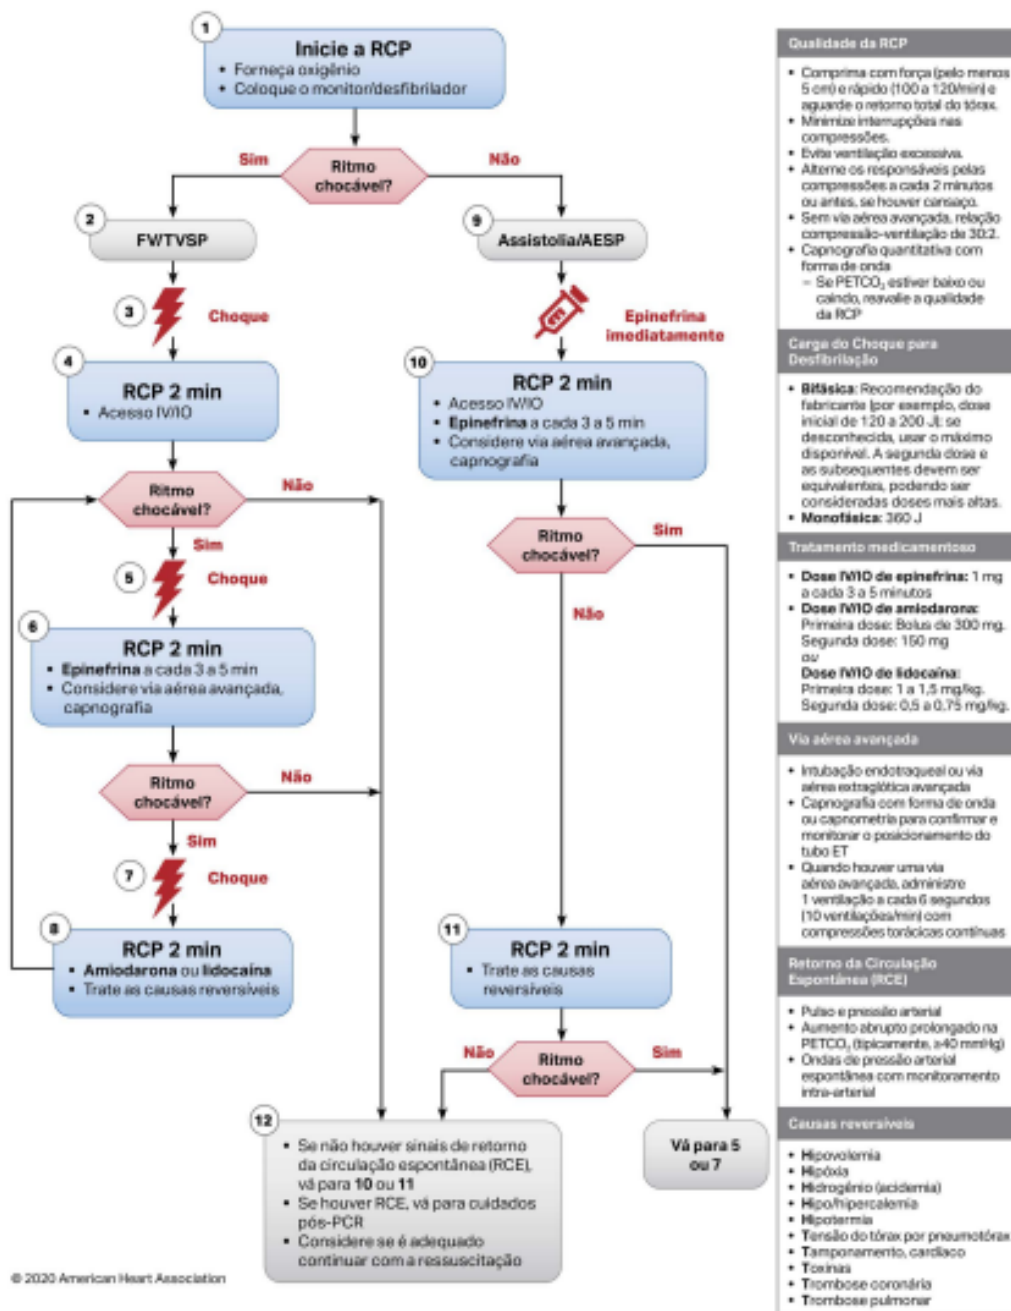 1
Inicie a RCP
• Forneça oxigênio
• Coloque o monitor/desfibrilador
Sim
Ritmo
chocável?
Não
2
FWTVSP
9
Assistolia/AESP
3
Choque
Epinefrina
imediatamente
4
RCP 2 min
• Acesso IV/IO
10
RCP 2 min
• Acesso IV/IO
• Epinefrina a cada 3 a 5 min
• Considere via aérea avançada,
capnografia
Ritmo
chocável?
Não
Sim
5
Choque
Ritmo
chocável?
Sim
Não
6
RCP 2 min
• Epinefrina a cada 3 a 5 min
• Considere via aérea avançada,
capnografia
Ritmo
chocável?
Não
Sim
7
Choque
8
RCP 2 min
• Amiodarona ou lidocaína
• Trate as causas reversíveis
11
RCP 2 min
• Trate as causas
reversíveis
Não
Ritmo
chocável?
Sim
12
• Se não houver sinais de retorno
da circulação espontânea (RCE),
vá para 10 ou 11
• Se houver RCE, vá para cuidados
pós-PCR
• Considere se é adequado
continuar com a ressuscitação
Vá para 5
ou 7
© 2020 American Heart Association
Qualidade da RCP
• Comprima com força (pelo menos
5 cm) e rápido (100 a 120/min) e
aguarde o retorno total do tórax.
• Minimize interrupções nas
compressões.
• Evite ventilação excessiva.
• Alterne os responsáveis pelas
compressões a cada 2 minutos
ou antes, se houver cansaço.
• Sem via aérea avançada, relação
compressão-ventilação de 30:2.
• Capnografia quantitativa com
forma de onda
– Se PETCO₂ estiver baixo ou
caindo, reavalie a qualidade
da RCP
Carga do Choque para
Desfibrilação
• Bifásica: Recomendação do
fabricante (por exemplo, dose
inicial de 120 a 200 J); se
desconhecida, usar o máximo
disponível. A segunda dose e
as subsequentes devem ser
equivalentes, podendo ser
consideradas doses mais altas.
• Monofásica: 360 J
Tratamento medicamentoso
• Dose IV/IO de epinefrina: 1 mg
a cada 3 a 5 minutos
• Dose IV/IO de amiodarona:
Primeira dose: Bolus de 300 mg.
Segunda dose: 150 mg
ou
Dose IV/IO de lidocaína:
Primeira dose: 1 a 1,5 mg/kg.
Segunda dose: 0,5 a 0,75 mg/kg.
Via aérea avançada
• Intubação endotraqueal ou via
aérea extraglótica avançada
• Capnografia com forma de onda
ou capnometria para confirmar e
monitorar o posicionamento do
tubo ET
• Quando houver uma via
aérea avançada, administre
1 ventilação a cada 6 segundos
(10 ventilações/min) com
compressões torácicas contínuas
Retorno da Circulação
Espontânea (RCE)
• Pulso e pressão arterial
• Aumento abrupto prolongado na
PETCO₂ (tipicamente, ≥40 mmHg)
• Ondas de pressão arterial
espontânea com monitoramento
intra-arterial
Causas reversíveis
• Hipovolemia
• Hipóxia
• Hidrogênio (acidemia)
• Hipo/hipercalemia
• Hipotermia
• Tensão do tórax por pneumotórax
• Tamponamento, cardíaco
• Toxinas
• Trombose coronária
• Trombose pulmonar